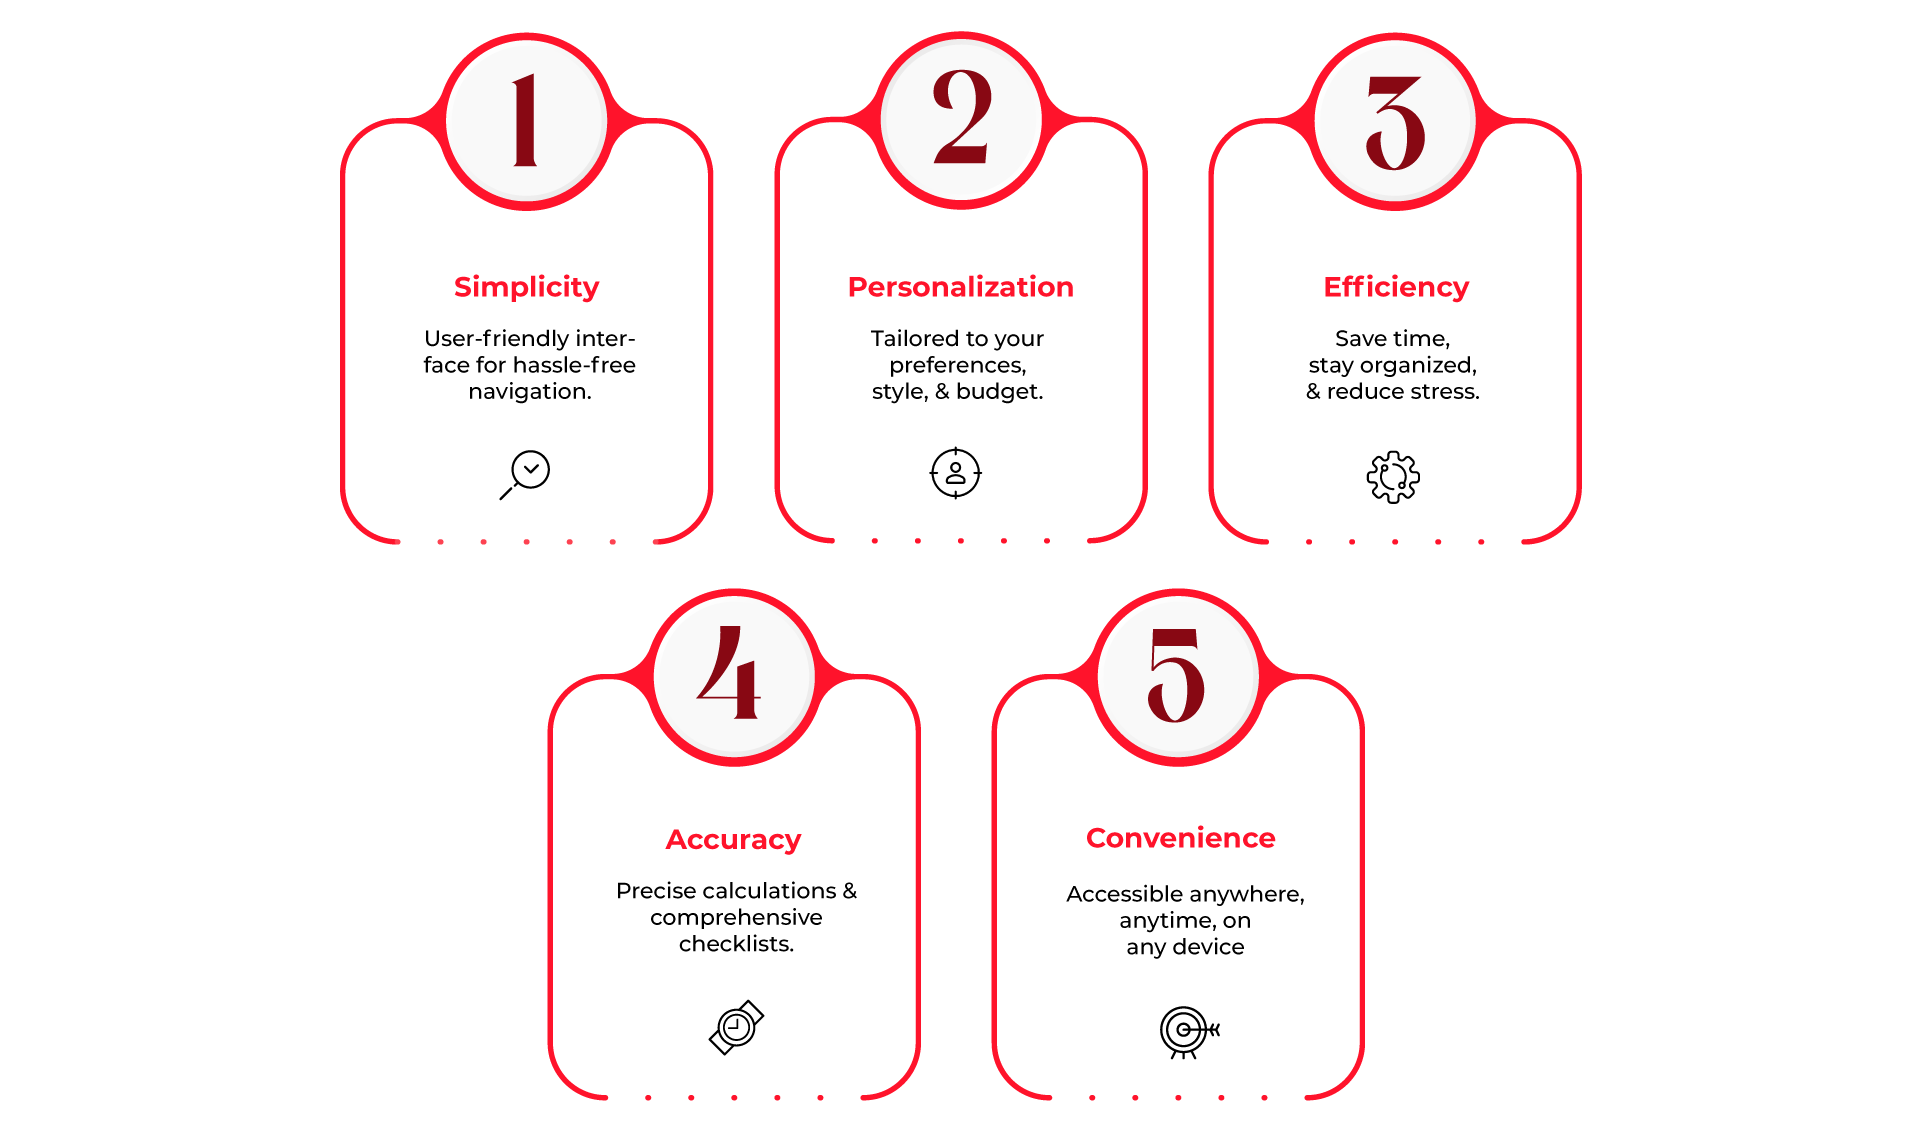 1
Simplicity
User-friendly inter-
face for hassle-free
navigation.
2
Personalization
Tailored to your
preferences,
style, & budget.
3
Efficiency
Save time,
stay organized,
& reduce stress.
4
Accuracy
Precise calculations &
comprehensive
checklists.
5
Convenience
Accessible anywhere,
anytime, on
any device